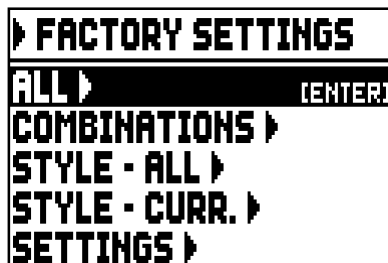 FACTORY SETTINGS
ALL [ENTER]
COMBINATIONS
STYLE - ALL
STYLE - CURR.
SETTINGS